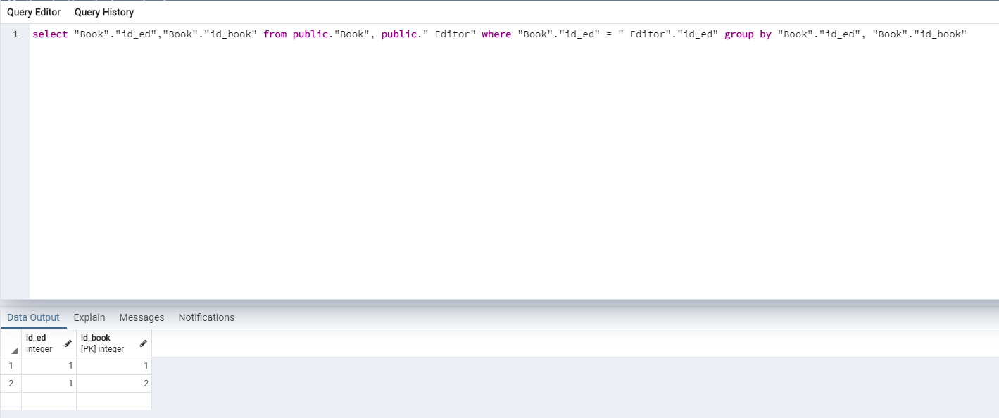 Query Editor Query History
1 select "Book"."id_ed","Book"."id_book" from public."Book", public." Editor" where "Book"."id_ed" = " Editor"."id_ed" group by "Book"."id_ed", "Book"."id_book"
Data Output Explain Messages Notifications
id_ed id_book
integer [PK] integer
1 1 1
2 1 2